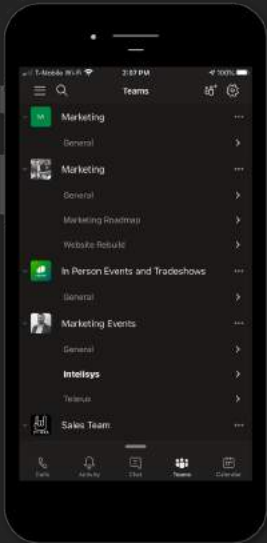 T-Mobile Wi-Fi 2:07 PM 100%
Teams
M Marketing
General
Marketing
General
Marketing Roadmap
Website Rebuild
In Person Events and Tradeshows
General
Marketing Events
General
Intelisys
Telarus
Sales Team
Calls Activity Chat Teams Calendar